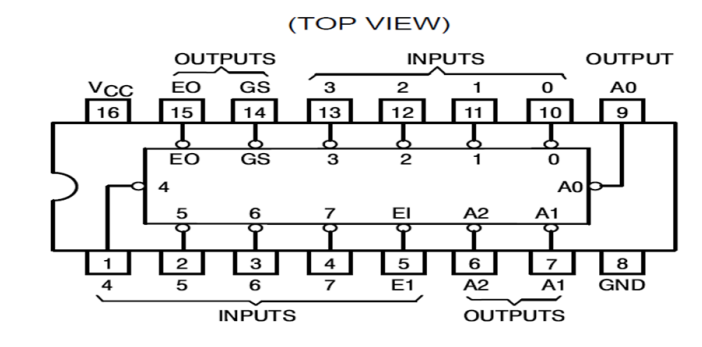 (TOP VIEW)
OUTPUTS INPUTS OUTPUT
VCC EO GS 3 2 1 0 A0
16 15 14 13 12 11 10 9
EO GS 3 2 1 0
4 A0
5 6 7 EI A2 A1
1 2 3 4 5 6 7 8
4 5 6 7 E1 A2 A1 GND
INPUTS OUTPUTS